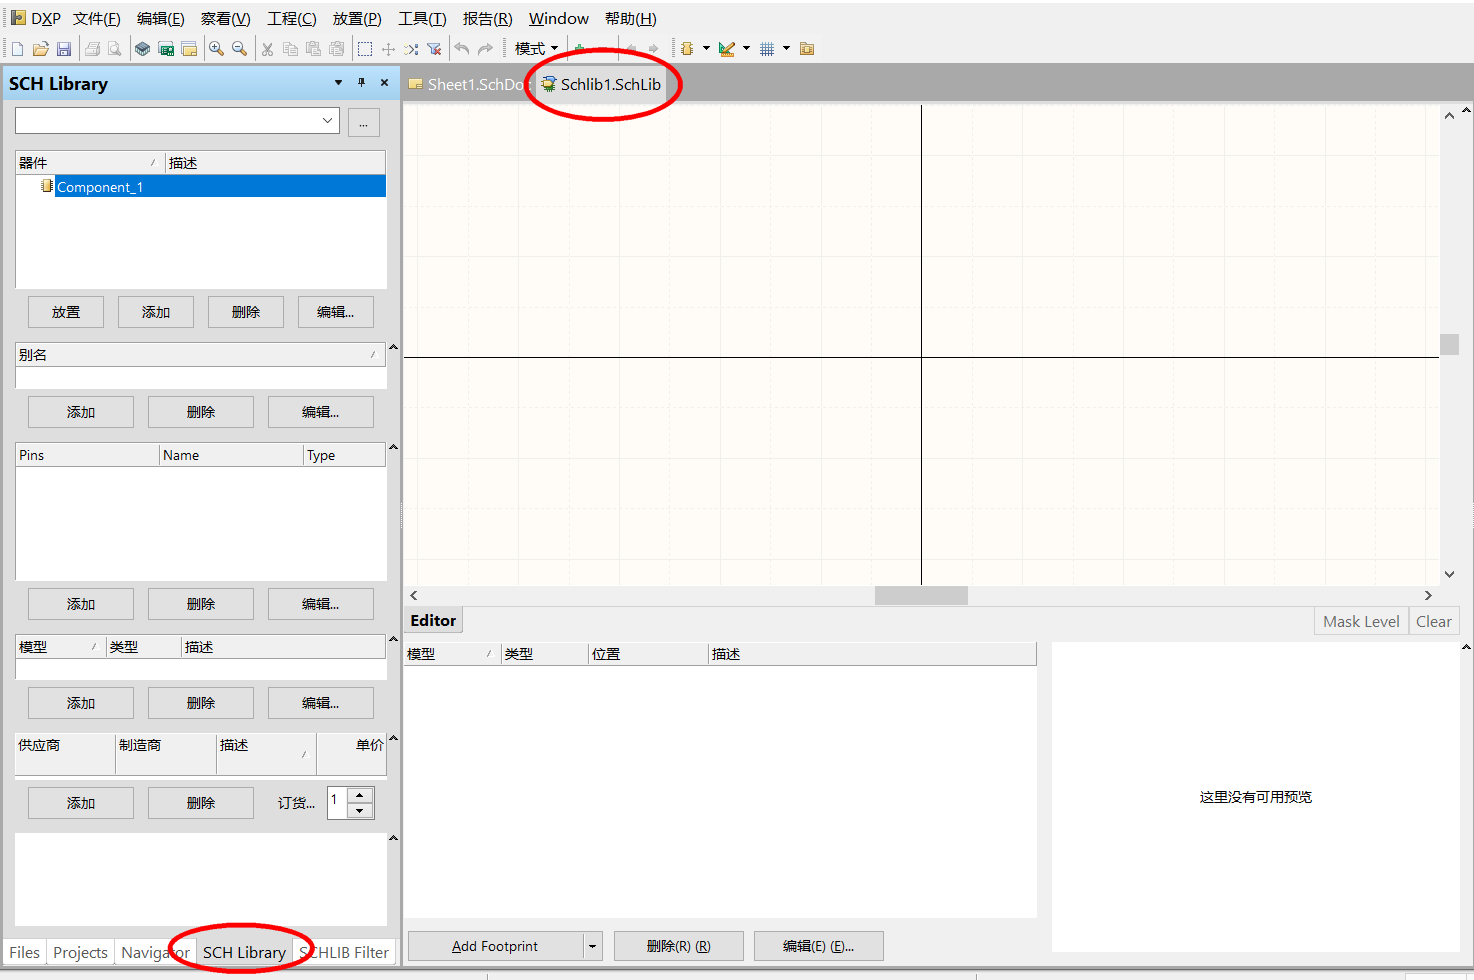 DXP 文件(F) 编辑(E) 察看(V) 工程(C) 放置(P) 工具(T) 报告(R) Window 帮助(H)
模式
SCH Library
Schlib1.SchLib
Sheet1.SchDo
...
器件 描述
Component_1
放置 添加 删除 编辑...
别名
添加 删除 编辑...
Pins Name Type
添加 删除 编辑...
模型 类型 描述
添加 删除 编辑...
供应商 制造商 描述 单价
添加 删除 订货... 1
Files Projects Navigator SCH Library SCHLIB Filter
Editor
Mask Level Clear
模型 类型 位置 描述
这里没有可用预览
Add Footprint 删除(R) (R) 编辑(E) (E)...